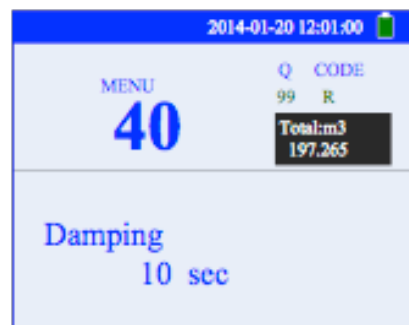 2014-01-20 12:01:00
MENU
40
Q CODE
99 R
Total:m3
197.265
Damping
10 sec